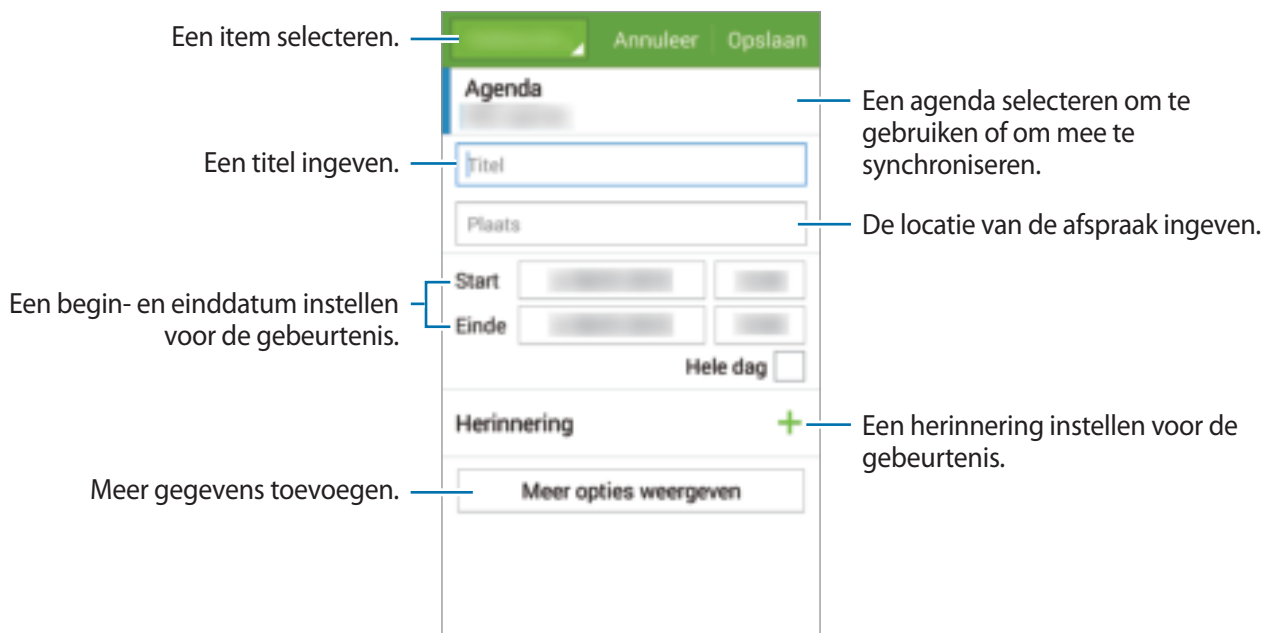 Een item selecteren.
Annuleer
Opslaan
Agenda
Een agenda selecteren om te
gebruiken of om mee te
synchroniseren.
Een titel ingeven.
Titel
Plaats
De locatie van de afspraak ingeven.
Een begin- en einddatum instellen
voor de gebeurtenis.
Start
Einde
Hele dag
Herinnering
Een herinnering instellen voor de
gebeurtenis.
Meer gegevens toevoegen.
Meer opties weergeven